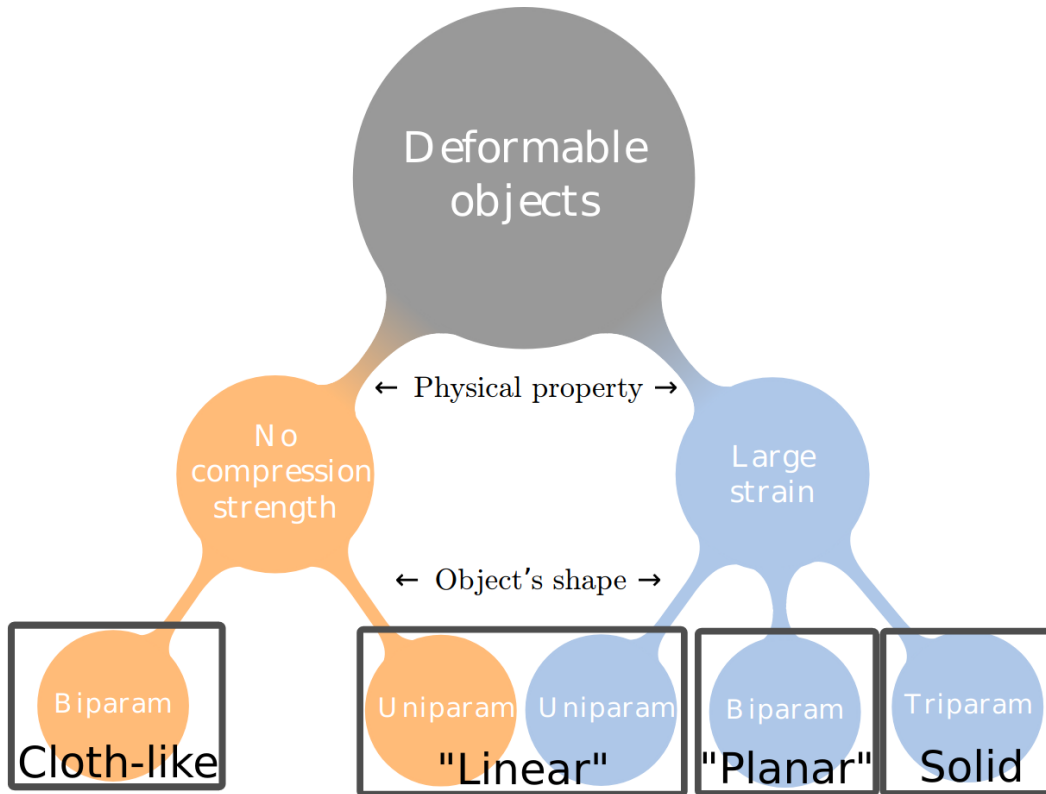 Deformable
objects
← Physical property →
No
compression
strength
Large
strain
← Object's shape →
Biparam
Uniparam
Uniparam
Biparam
Triparam
Cloth-like
"Linear"
"Planar"
Solid